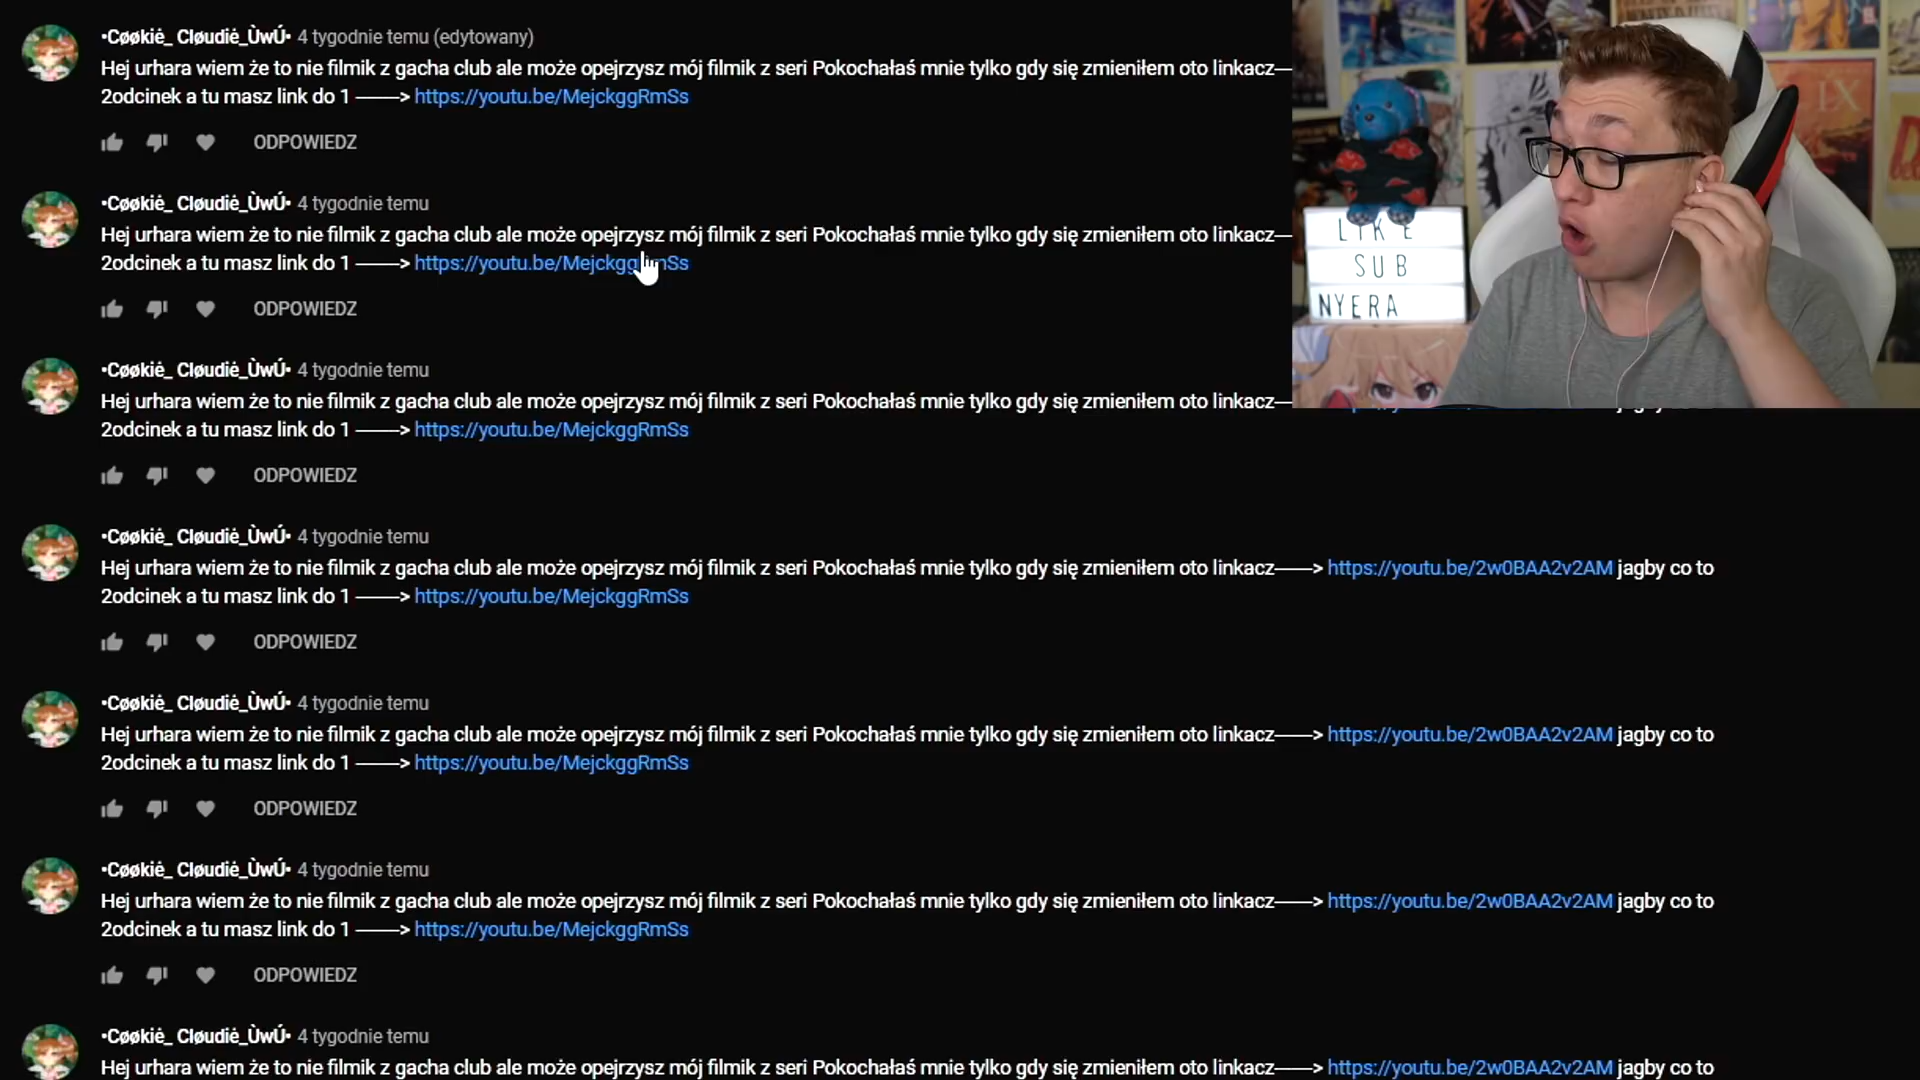 •Cøøkiė_ Cløudiė_ÙwÚ• 4 tygodnie temu (edytowany)
Hej urhara wiem że to nie filmik z gacha club ale może opejrzysz mój filmik z seri Pokochałaś mnie tylko gdy się zmieniłem oto linkacz—
2odcinek a tu masz link do 1 ——> https://youtu.be/MejckggRmSs
ODPOWIEDZ
LIKE
SUB
NYERA
•Cøøkiė_ Cløudiė_ÙwÚ• 4 tygodnie temu
Hej urhara wiem że to nie filmik z gacha club ale może opejrzysz mój filmik z seri Pokochałaś mnie tylko gdy się zmieniłem oto linkacz—
2odcinek a tu masz link do 1 ——> https://youtu.be/MejckggRmSs
ODPOWIEDZ
•Cøøkiė_ Cløudiė_ÙwÚ• 4 tygodnie temu
Hej urhara wiem że to nie filmik z gacha club ale może opejrzysz mój filmik z seri Pokochałaś mnie tylko gdy się zmieniłem oto linkacz—
2odcinek a tu masz link do 1 ——> https://youtu.be/MejckggRmSs
ODPOWIEDZ
•Cøøkiė_ Cløudiė_ÙwÚ• 4 tygodnie temu
Hej urhara wiem że to nie filmik z gacha club ale może opejrzysz mój filmik z seri Pokochałaś mnie tylko gdy się zmieniłem oto linkacz——> https://youtu.be/2w0BAA2v2AM jagby co to
2odcinek a tu masz link do 1 ——> https://youtu.be/MejckggRmSs
ODPOWIEDZ
•Cøøkiė_ Cløudiė_ÙwÚ• 4 tygodnie temu
Hej urhara wiem że to nie filmik z gacha club ale może opejrzysz mój filmik z seri Pokochałaś mnie tylko gdy się zmieniłem oto linkacz——> https://youtu.be/2w0BAA2v2AM jagby co to
2odcinek a tu masz link do 1 ——> https://youtu.be/MejckggRmSs
ODPOWIEDZ
•Cøøkiė_ Cløudiė_ÙwÚ• 4 tygodnie temu
Hej urhara wiem że to nie filmik z gacha club ale może opejrzysz mój filmik z seri Pokochałaś mnie tylko gdy się zmieniłem oto linkacz——> https://youtu.be/2w0BAA2v2AM jagby co to
2odcinek a tu masz link do 1 ——> https://youtu.be/MejckggRmSs
ODPOWIEDZ
•Cøøkiė_ Cløudiė_ÙwÚ• 4 tygodnie temu
Hej urhara wiem że to nie filmik z gacha club ale może opejrzysz mój filmik z seri Pokochałaś mnie tylko gdy się zmieniłem oto linkacz——> https://youtu.be/2w0BAA2v2AM jagby co to